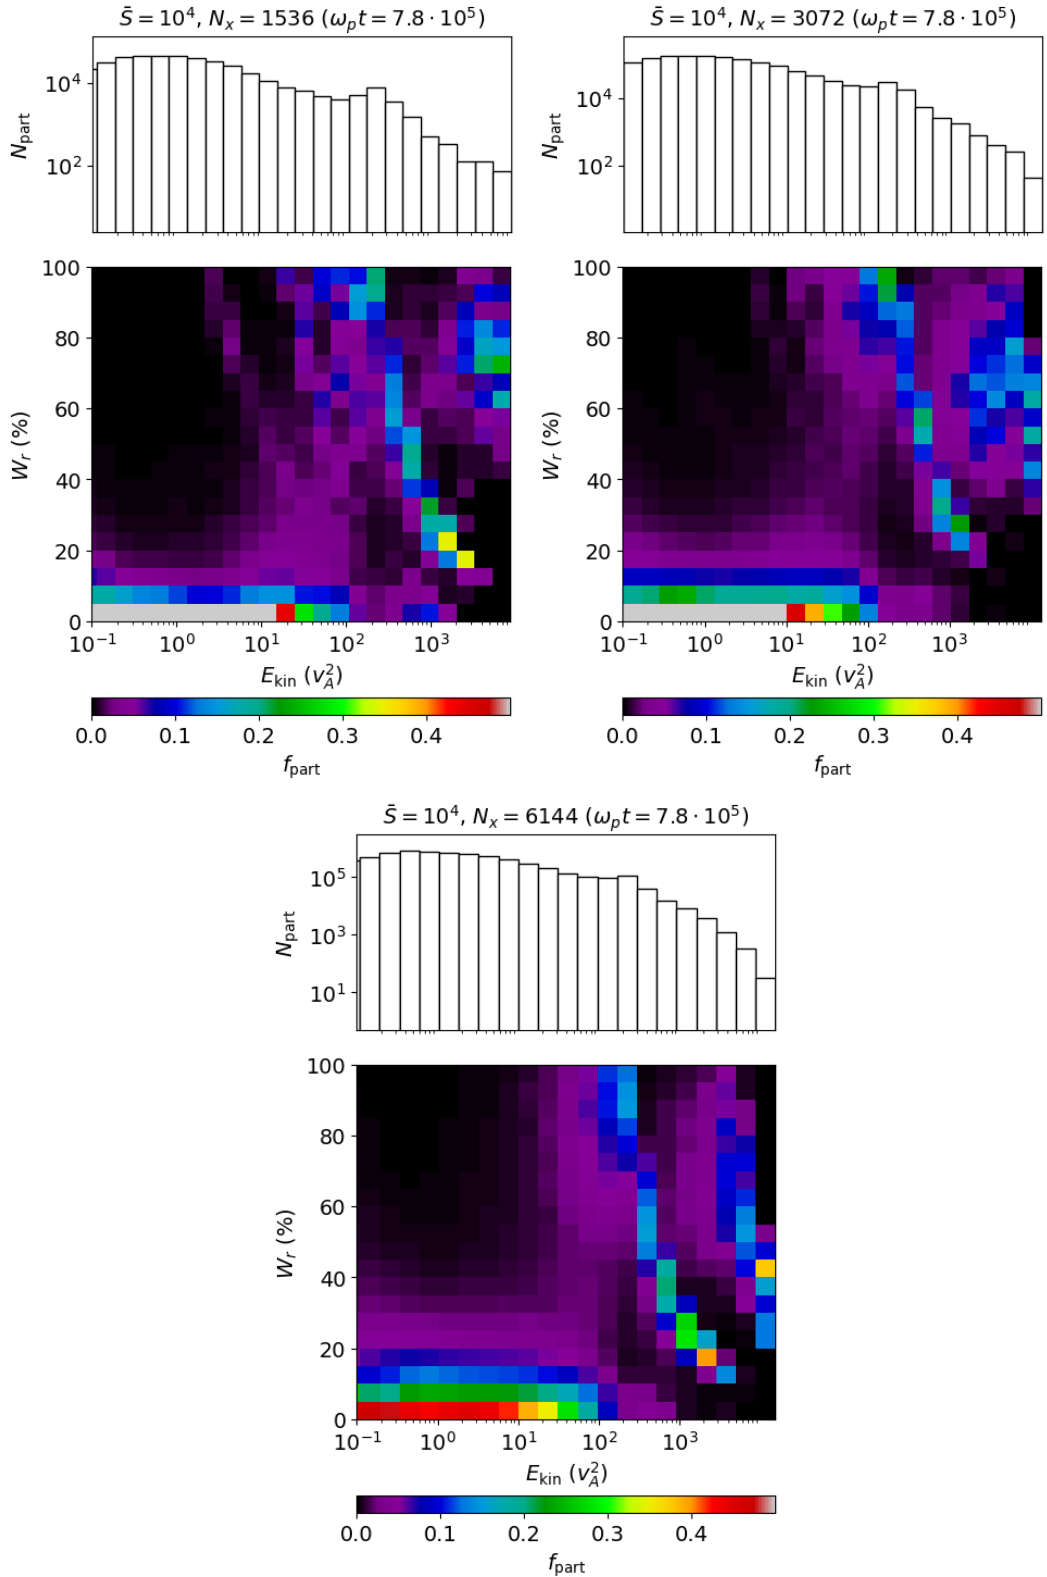 S̄ = 10⁴, Nₓ = 1536 (ωₚt = 7.8 · 10⁵)
N_part
10⁴
10²
W_r (%)
100
80
60
40
20
0
10⁻¹ 10⁰ 10¹ 10² 10³
E_kin (v_A²)
0.0 0.1 0.2 0.3 0.4
f_part
S̄ = 10⁴, Nₓ = 3072 (ωₚt = 7.8 · 10⁵)
N_part
10⁴
10²
W_r (%)
100
80
60
40
20
0
10⁻¹ 10⁰ 10¹ 10² 10³
E_kin (v_A²)
0.0 0.1 0.2 0.3 0.4
f_part
S̄ = 10⁴, Nₓ = 6144 (ωₚt = 7.8 · 10⁵)
N_part
10⁵
10³
10¹
W_r (%)
100
80
60
40
20
0
10⁻¹ 10⁰ 10¹ 10² 10³
E_kin (v_A²)
0.0 0.1 0.2 0.3 0.4
f_part